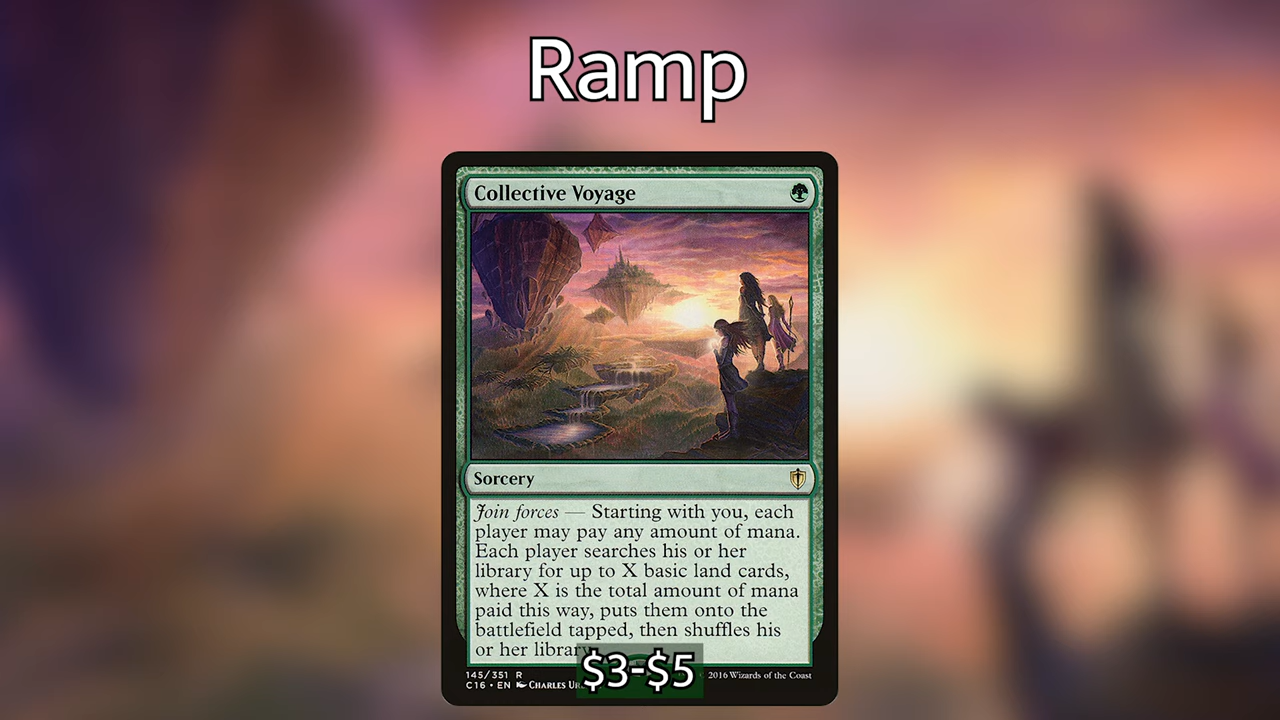 Ramp
Collective Voyage
Sorcery
Join forces — Starting with you, each
player may pay any amount of mana.
Each player searches his or her
library for up to X basic land cards,
where X is the total amount of mana
paid this way, puts them onto the
battlefield tapped, then shuffles his
or her library
$3-$5
145/351 R
C16 • EN CHARLES
2016 Wizards of the Coast